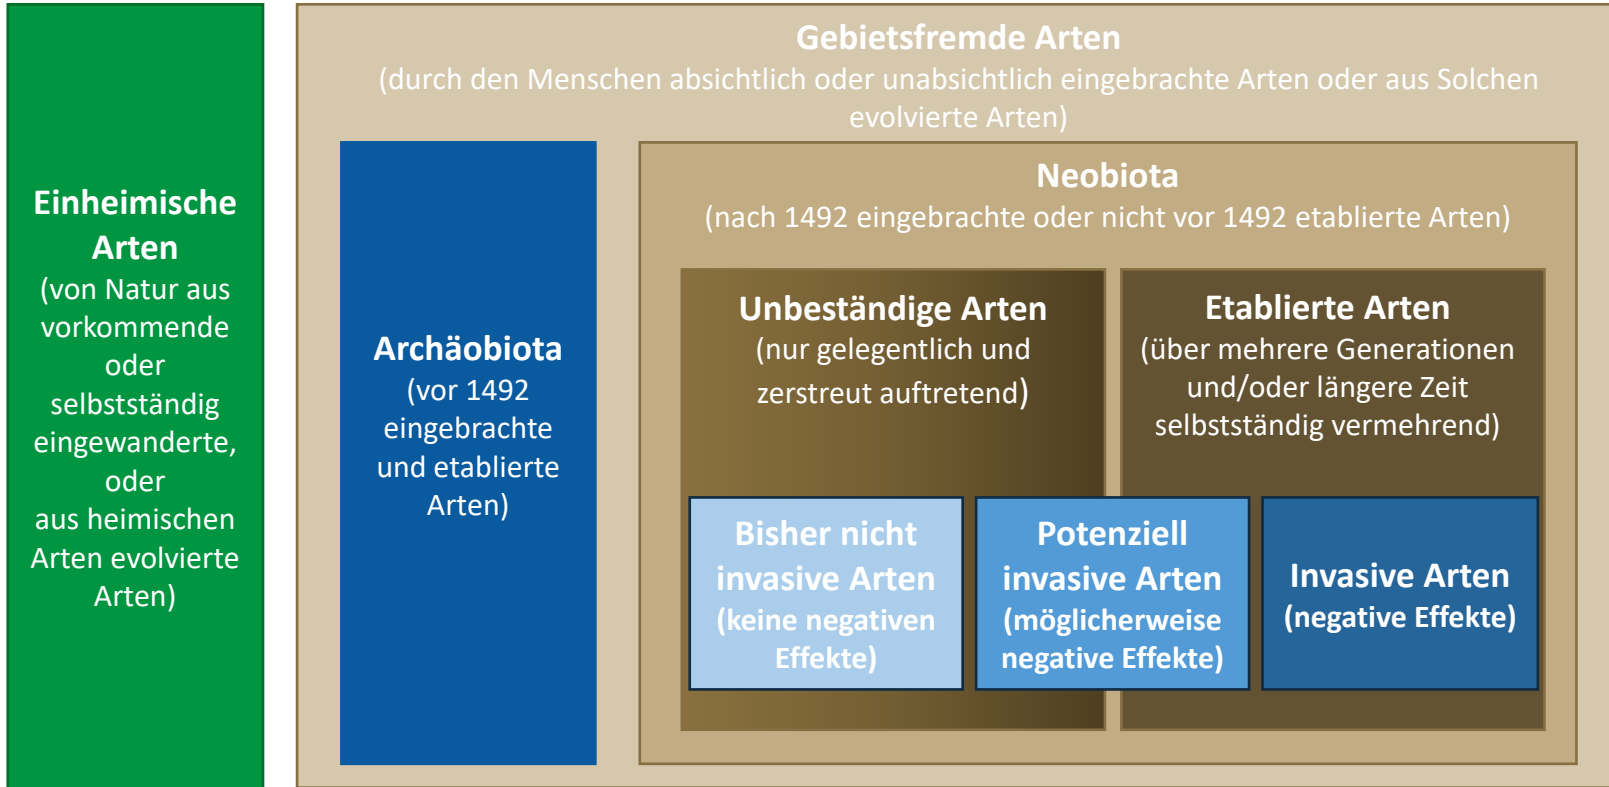 Einheimische
Arten
(von Natur aus
vorkommende
oder
selbstständig
eingewanderte,
oder
aus heimischen
Arten evolvierte
Arten)
Gebietsfremde Arten
(durch den Menschen absichtlich oder unabsichtlich eingebrachte Arten oder aus Solchen
evolvierte Arten)
Archäobiota
(vor 1492
eingebrachte
und etablierte
Arten)
Neobiota
(nach 1492 eingebrachte oder nicht vor 1492 etablierte Arten)
Unbeständige Arten
(nur gelegentlich und
zerstreut auftretend)
Etablierte Arten
(über mehrere Generationen
und/oder längere Zeit
selbstständig vermehrend)
Bisher nicht
invasive Arten
(keine negativen
Effekte)
Potenziell
invasive Arten
(möglicherweise
negative Effekte)
Invasive Arten
(negative Effekte)